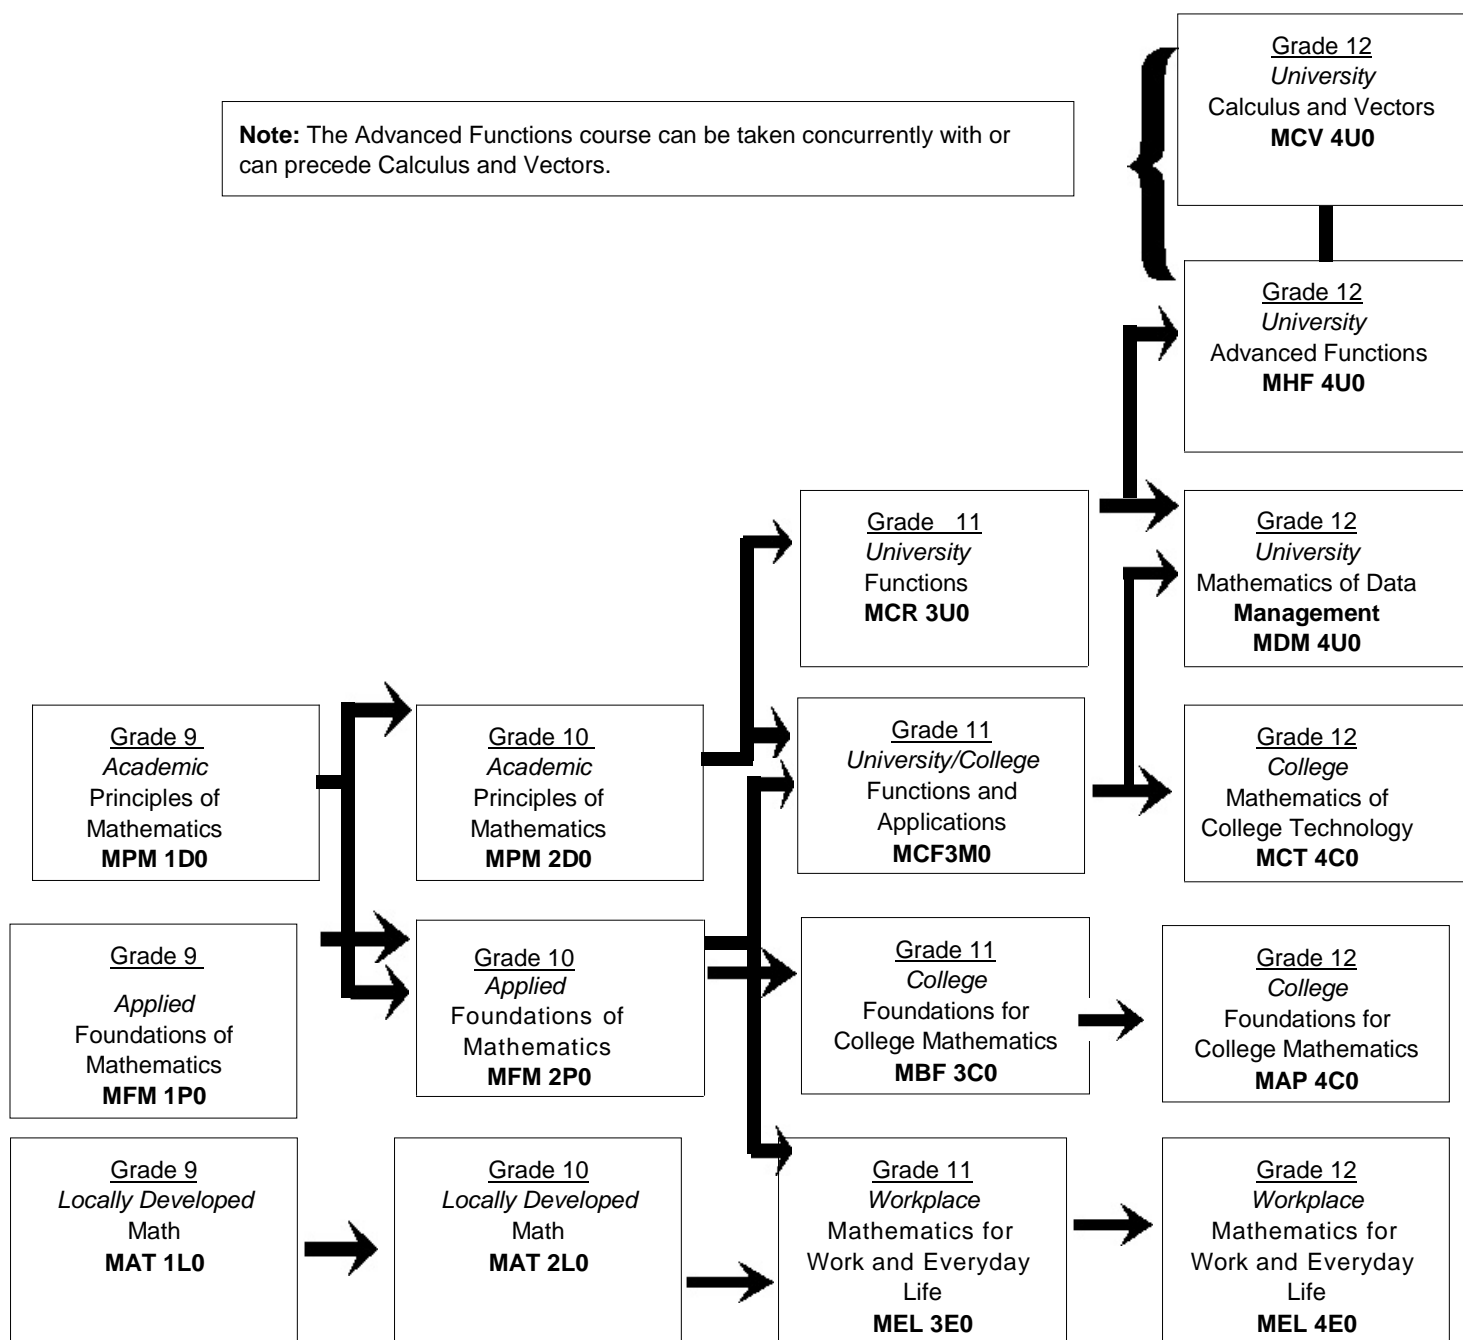 Grade 12
University
Calculus and Vectors
MCV 4U0
Note: The Advanced Functions course can be taken concurrently with or
can precede Calculus and Vectors.
Grade 12
University
Advanced Functions
MHF 4U0
Grade 11
University
Functions
MCR 3U0
Grade 12
University
Mathematics of Data
Management
MDM 4U0
Grade 9
Academic
Principles of
Mathematics
MPM 1D0
Grade 10
Academic
Principles of
Mathematics
MPM 2D0
Grade 11
University/College
Functions and
Applications
MCF3M0
Grade 12
College
Mathematics of
College Technology
MCT 4C0
Grade 9
Applied
Foundations of
Mathematics
MFM 1P0
Grade 10
Applied
Foundations of
Mathematics
MFM 2P0
Grade 11
College
Foundations for
College Mathematics
MBF 3C0
Grade 12
College
Foundations for
College Mathematics
MAP 4C0
Grade 9
Locally Developed
Math
MAT 1L0
Grade 10
Locally Developed
Math
MAT 2L0
Grade 11
Workplace
Mathematics for
Work and Everyday
Life
MEL 3E0
Grade 12
Workplace
Mathematics for
Work and Everyday
Life
MEL 4E0